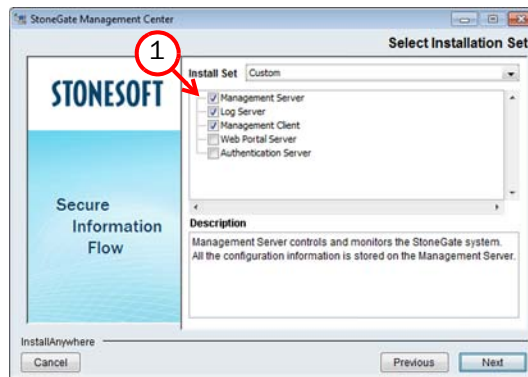 StoneGate Management Center
Select Installation Set
1
Install Set Custom
STONESOFT
Management Server
Log Server
Management Client
Web Portal Server
Authentication Server
Secure
Information
Flow
Description
Management Server controls and monitors the StoneGate system.
All the configuration information is stored on the Management Server.
InstallAnywhere
Cancel
Previous
Next